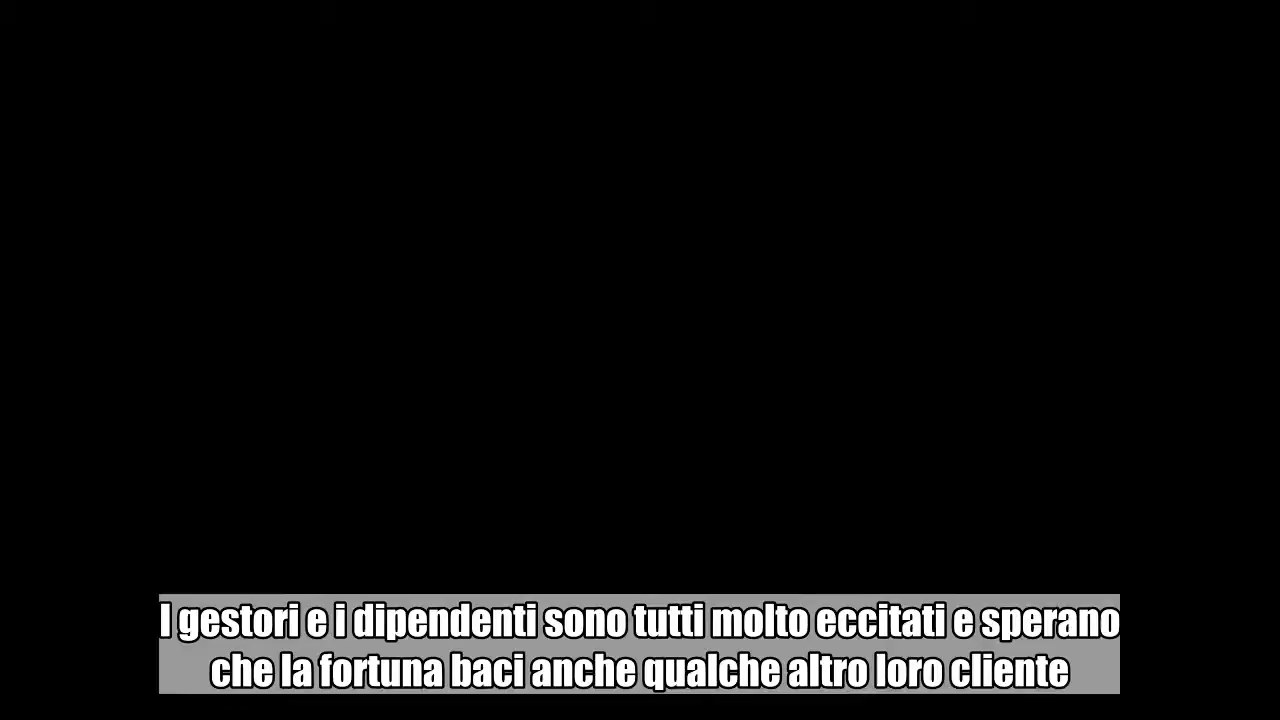 I gestori e i dipendenti sono tutti molto eccitati e sperano
che la fortuna baci anche qualche altro loro cliente